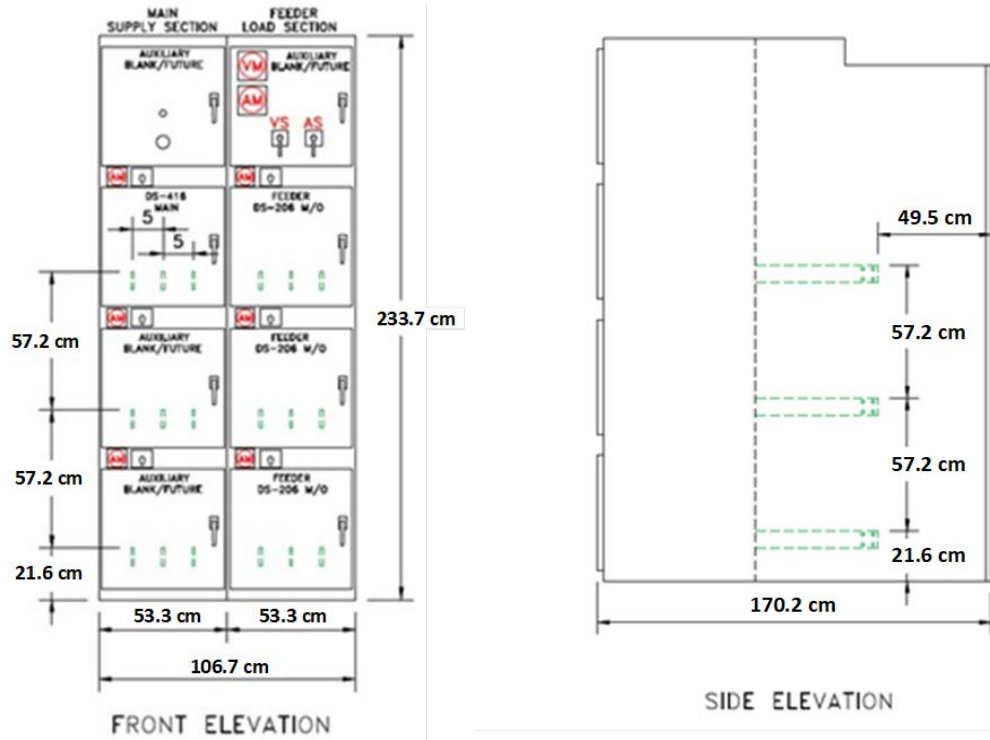 MAIN
SUPPLY SECTION
FEEDER
LOAD SECTION
AUXILIARY
BLANK/FUTURE
VM
AUXILIARY
BLANK/FUTURE
AM
VS AS
AM
AM
DS-416
MAIN
5
5
FEEDER
DS-206 M/O
AM
AM
AUXILIARY
BLANK/FUTURE
FEEDER
DS-206 M/O
AM
AM
AUXILIARY
BLANK/FUTURE
FEEDER
DS-206 M/O
57.2 cm
57.2 cm
21.6 cm
233.7 cm
53.3 cm
53.3 cm
106.7 cm
FRONT ELEVATION
49.5 cm
57.2 cm
57.2 cm
21.6 cm
170.2 cm
SIDE ELEVATION